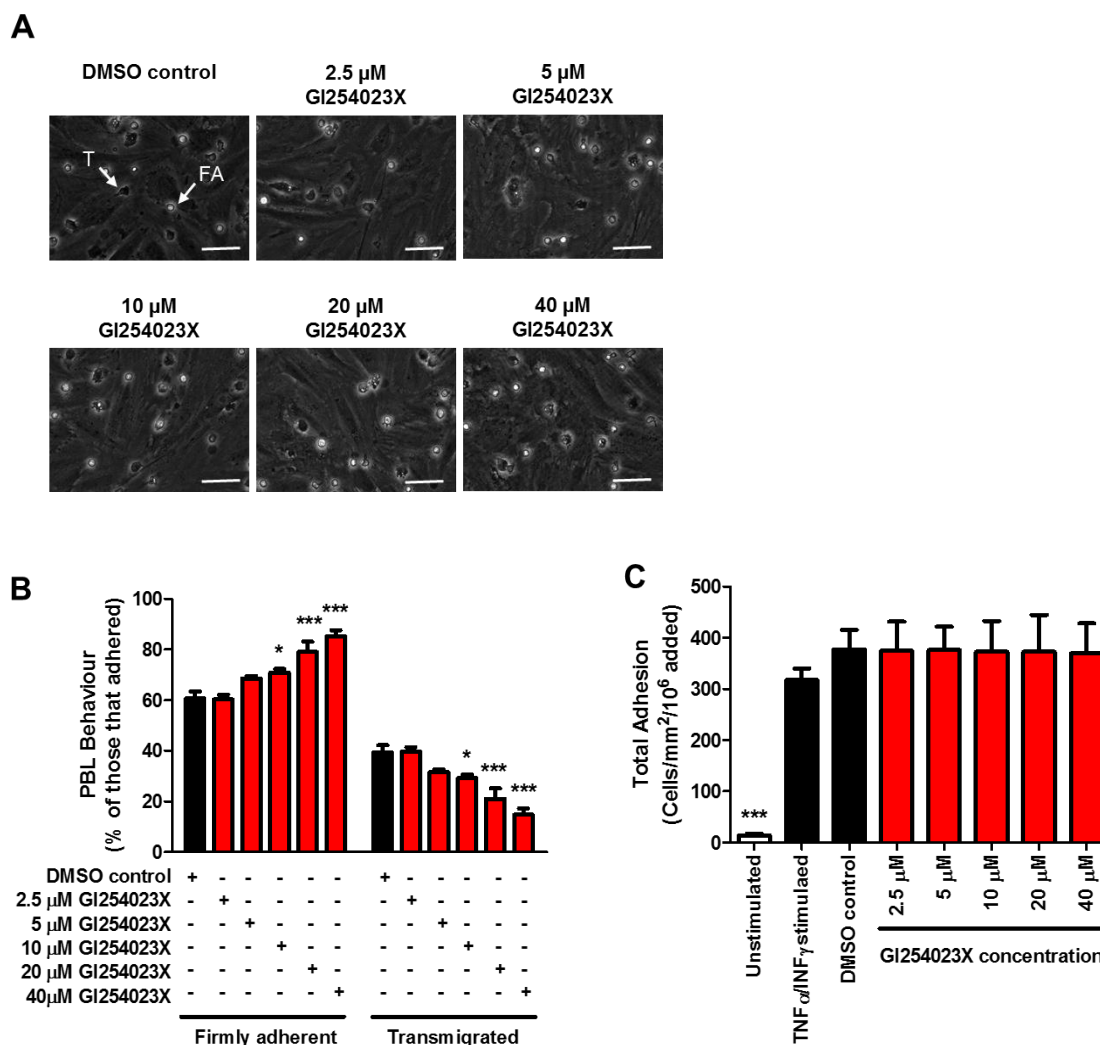 A
DMSO control
2.5 µM
GI254023X
5 µM
GI254023X
T
FA
10 µM
GI254023X
20 µM
GI254023X
40 µM
GI254023X
B
PBL Behaviour
(% of those that adhered)
100
80
60
40
20
0
* *** ***
* *** ***
DMSO control + - - - - - + - - - - -
2.5 µM GI254023X - + - - - - - + - - - -
5 µM GI254023X - - + - - - - - + - - -
10 µM GI254023X - - - + - - - - - + - -
20 µM GI254023X - - - - + - - - - - + -
40µM GI254023X - - - - - + - - - - - +
Firmly adherent
Transmigrated
C
Total Adhesion
(Cells/mm²/10⁶ added)
500
400
300
200
100
0
***
Unstimulated
TNFα/INFγ stimulaed
DMSO control
2.5 µM
5 µM
10 µM
20 µM
40 µM
GI254023X concentration